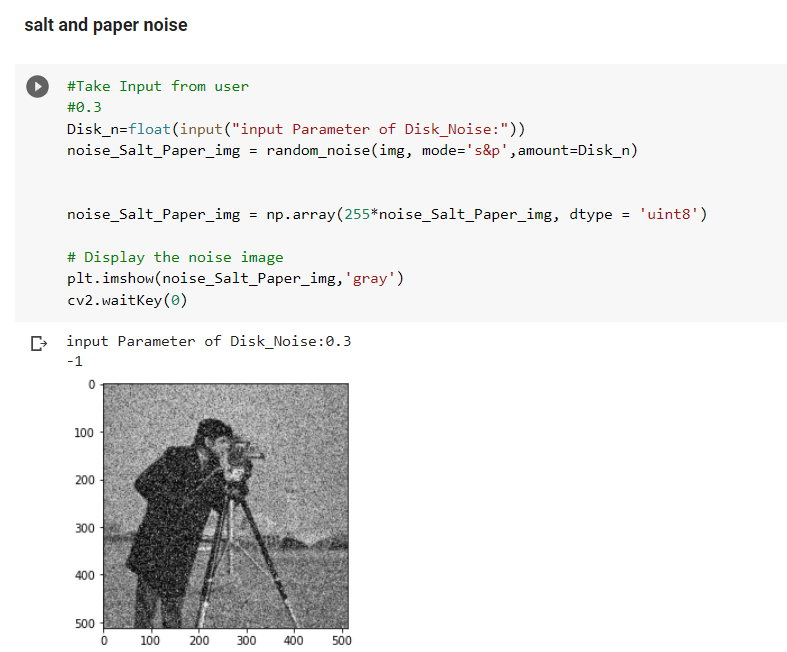 salt and paper noise
#Take Input from user
#0.3
Disk_n=float(input("input Parameter of Disk_Noise:"))
noise_Salt_Paper_img = random_noise(img, mode='s&p',amount=Disk_n)
noise_Salt_Paper_img = np.array(255*noise_Salt_Paper_img, dtype = 'uint8')
# Display the noise image
plt.imshow(noise_Salt_Paper_img,'gray')
cv2.waitKey(0)
input Parameter of Disk_Noise:0.3
-1
0
100
200
300
400
500
0 100 200 300 400 500